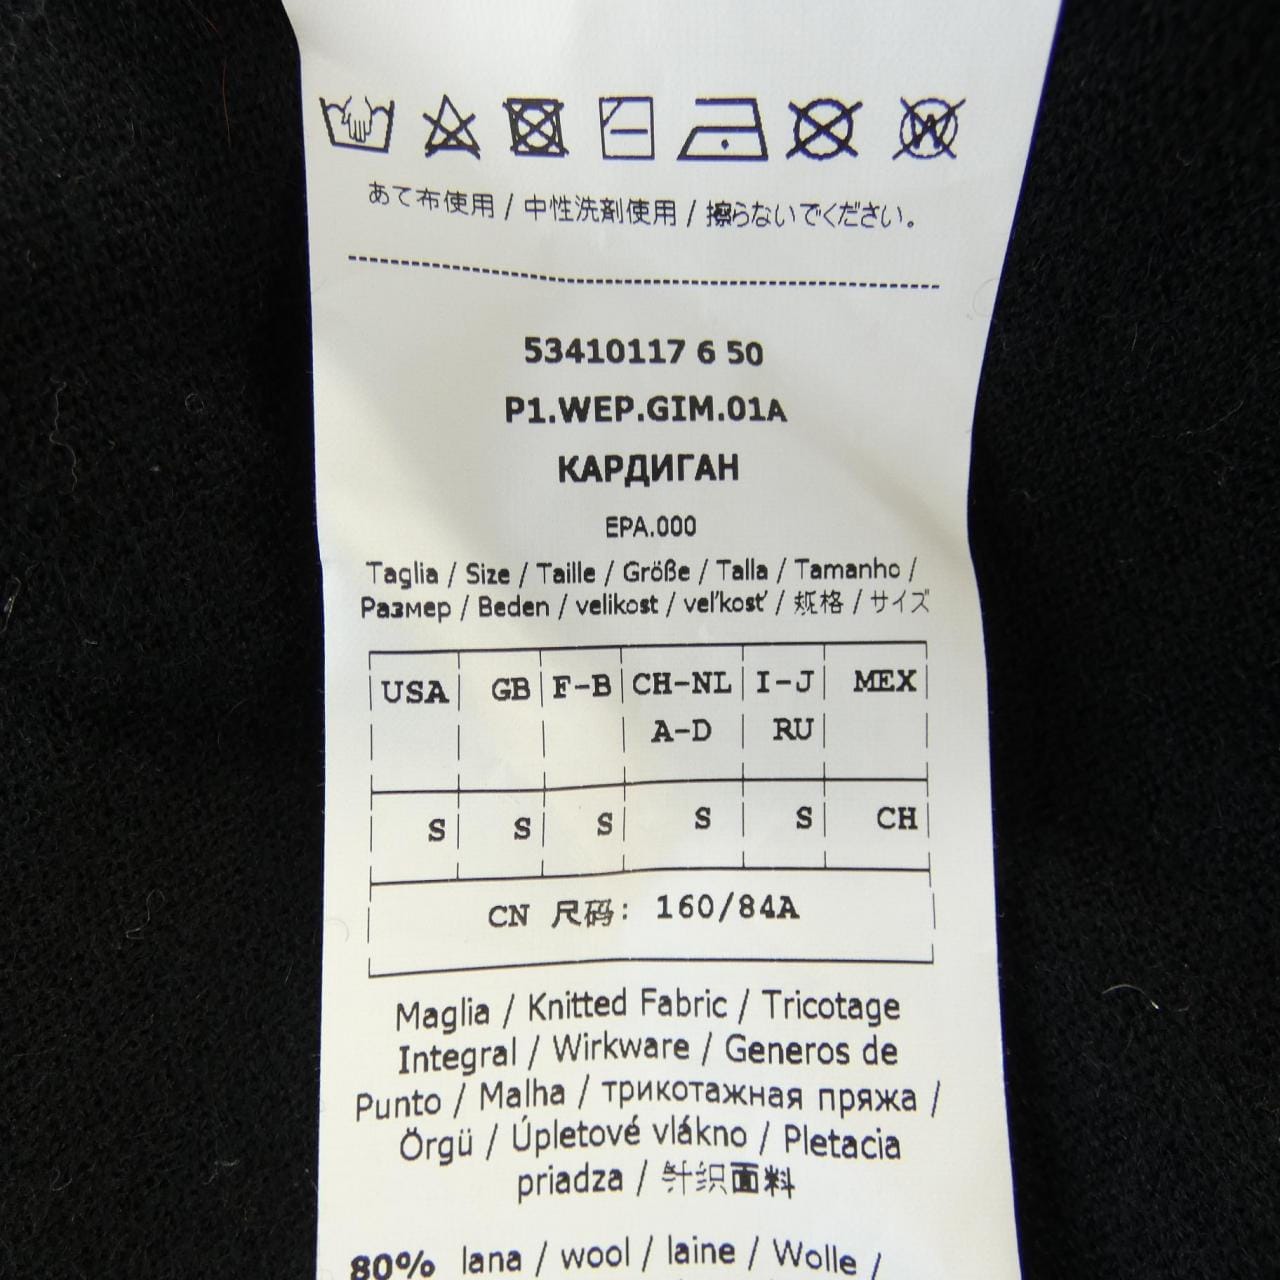 あて布使用 / 中性洗剤使用 / 擦らないでください。
53410117 6 50
P1.WEP.GIM.01A
КАРДИГАН
EPA.000
Taglia / Size / Taille / Größe / Talla / Tamanho /
Размер / Beden / velikost / veľkosť / 规格 / サイズ
USA GB F-B CH-NL I-J MEX
A-D RU
S S S S S CH
CN 尺码: 160/84A
Maglia / Knitted Fabric / Tricotage
Integral / Wirkware / Generos de
Punto / Malha / трикотажная пряжа /
Örgü / Úpletové vlákno / Pletacia
priadza / 针织面料
80% lana / wool / laine / Wolle /